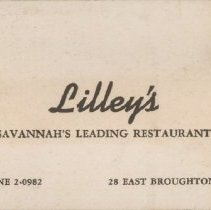 Lilley's
SAVANNAH'S LEADING RESTAURANT
NE 2-0982 28 EAST BROUGHTON